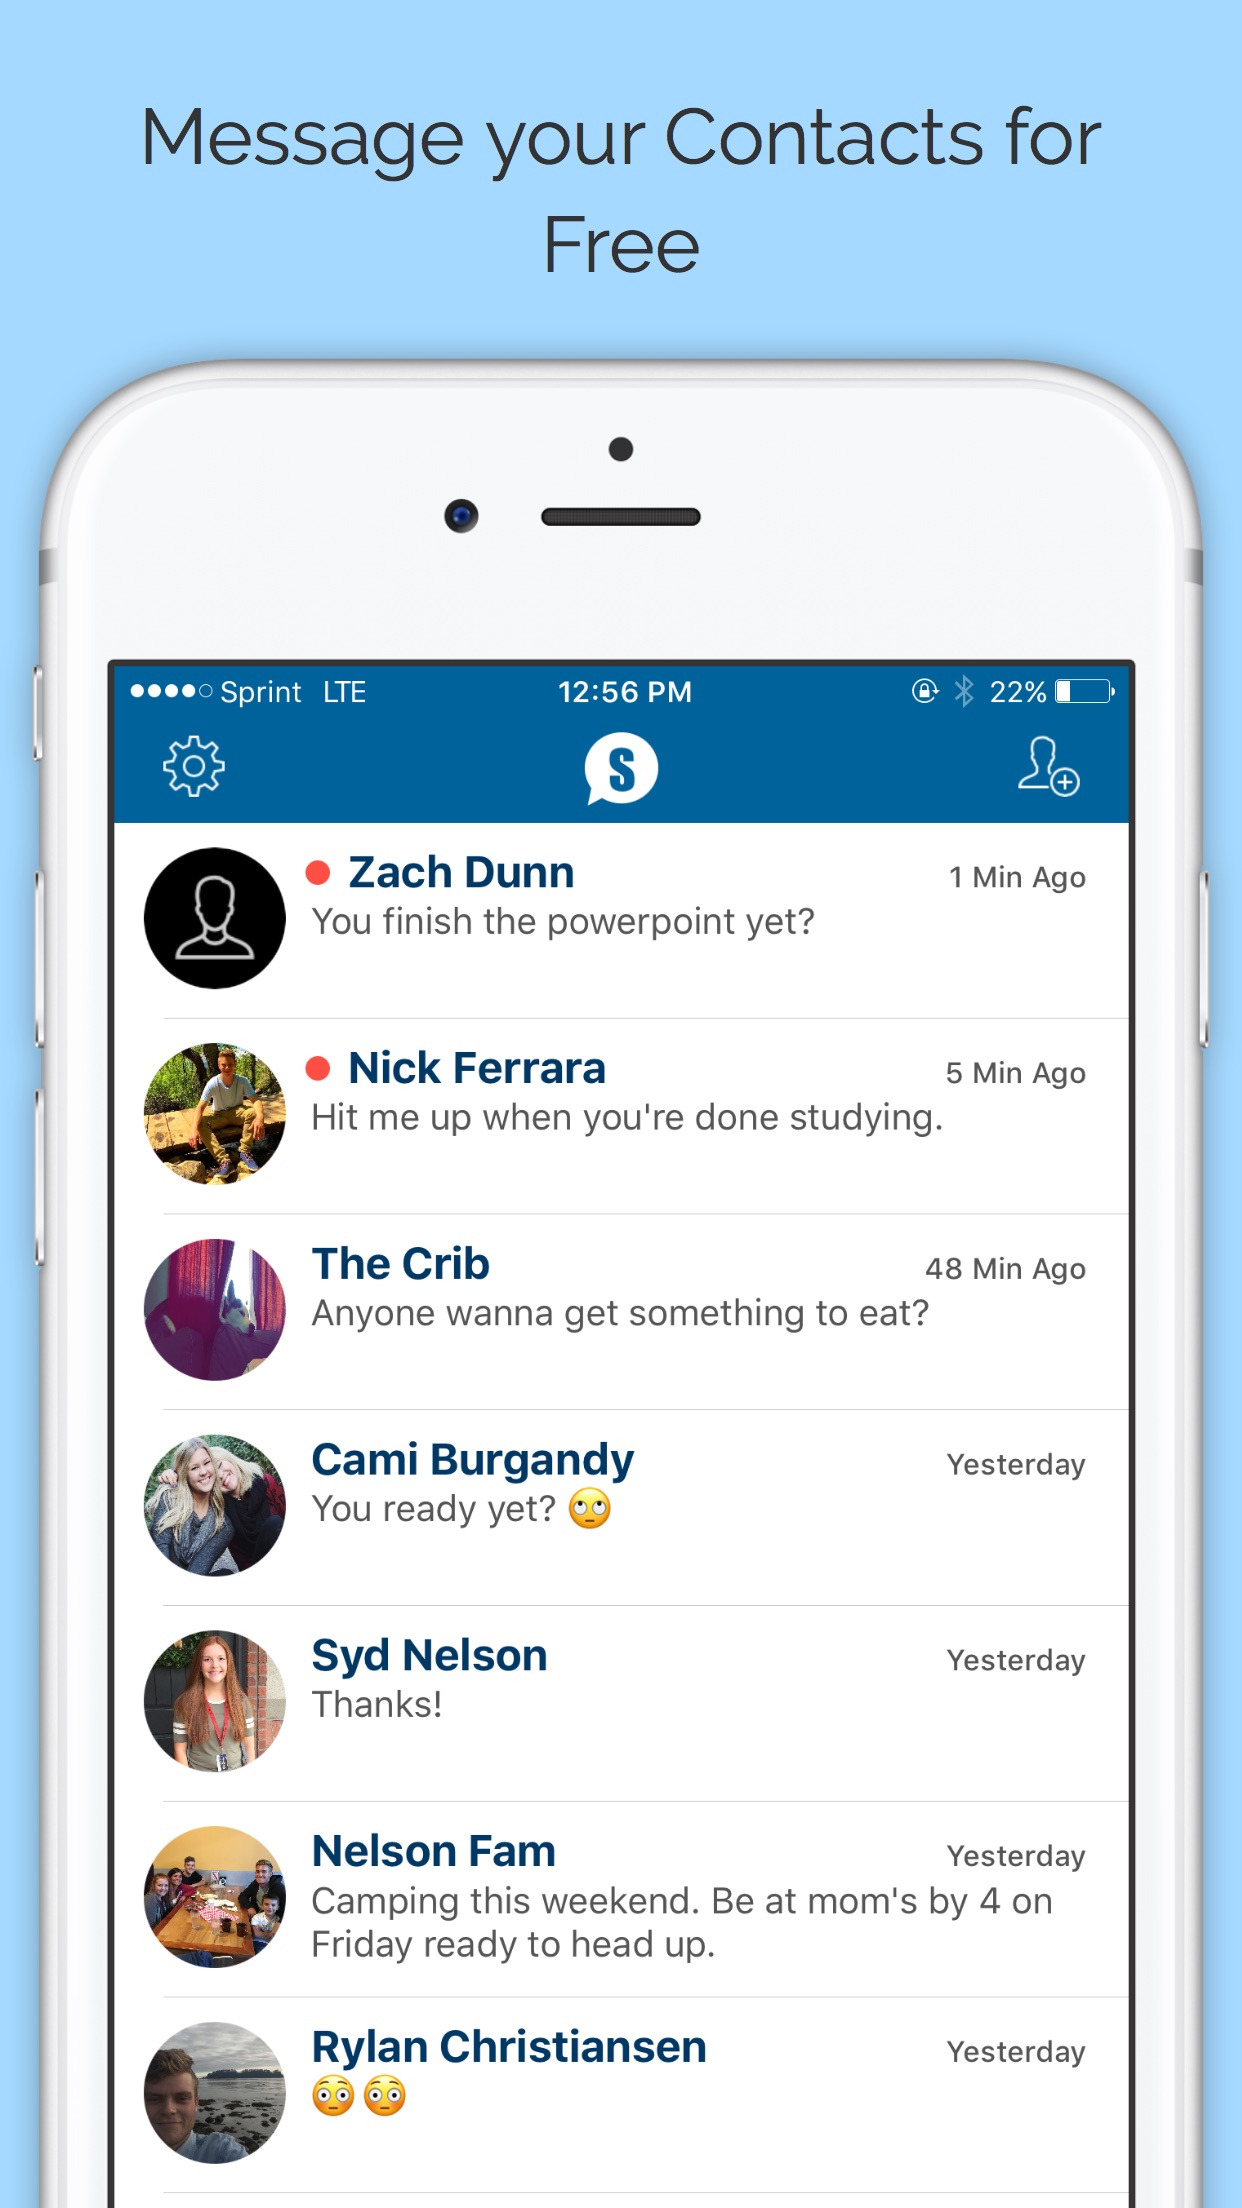 Message your Contacts for
Free
Sprint LTE 12:56 PM 22%
S
Zach Dunn 1 Min Ago
You finish the powerpoint yet?
Nick Ferrara 5 Min Ago
Hit me up when you're done studying.
The Crib 48 Min Ago
Anyone wanna get something to eat?
Cami Burgandy Yesterday
You ready yet? 🙄
Syd Nelson Yesterday
Thanks!
Nelson Fam Yesterday
Camping this weekend. Be at mom's by 4 on
Friday ready to head up.
Rylan Christiansen Yesterday
😳😳